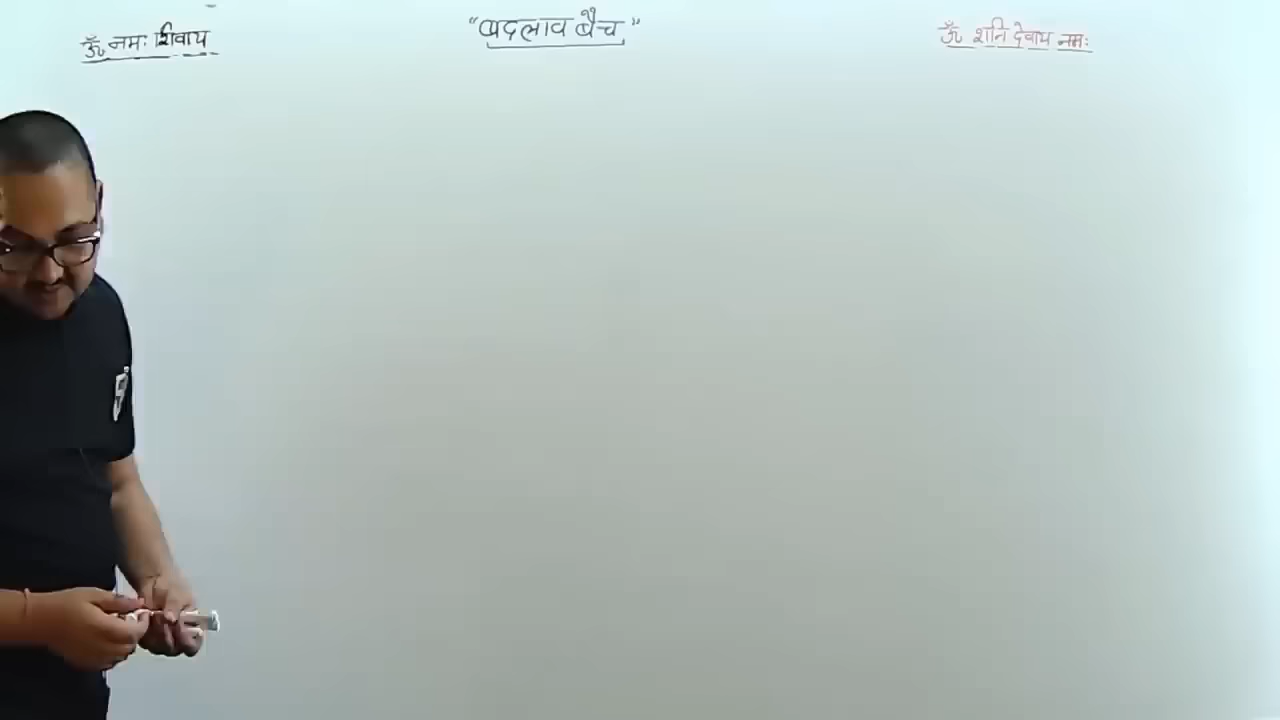 ॐ नमः शिवाय
"बदलाव बैच"
ॐ शनि देवाय नमः